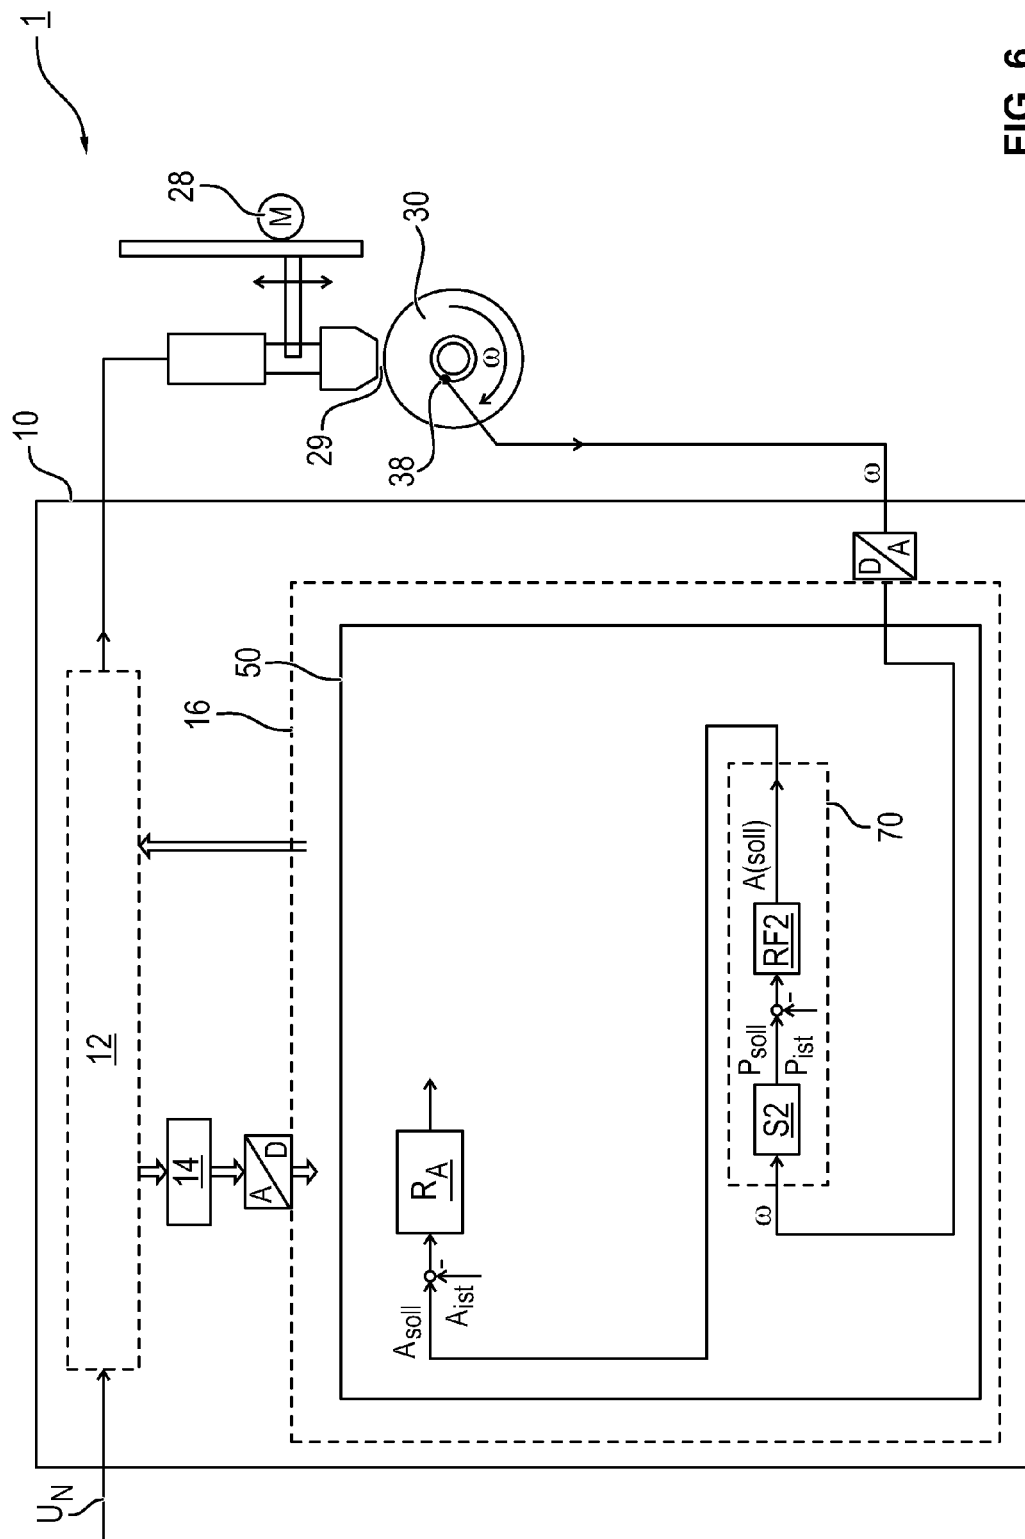 1
28
M
30
10
29
ω
38
ω
D
A
50
16
12
14
A
D
R_A
A_soll
A_ist
-
70
A(soll)
RF2
-
P_soll
P_ist
S2
ω
U_N
FIG. 6